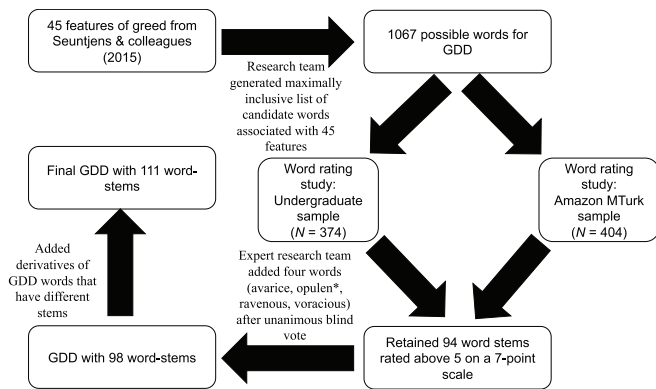 45 features of greed from
Seuntjens & colleagues
(2015)
1067 possible words for
GDD
Research team
generated maximally
inclusive list of
candidate words
associated with 45
features
Final GDD with 111 word-
stems
Word rating
study:
Undergraduate
sample
(N = 374)
Word rating
study:
Amazon MTurk
sample
(N = 404)
Added
derivatives of
GDD words that
have different
stems
Expert research team
added four words
(avarice, opulen*,
ravenous, voracious)
after unanimous blind
vote
GDD with 98 word-stems
Retained 94 word stems
rated above 5 on a 7-point
scale